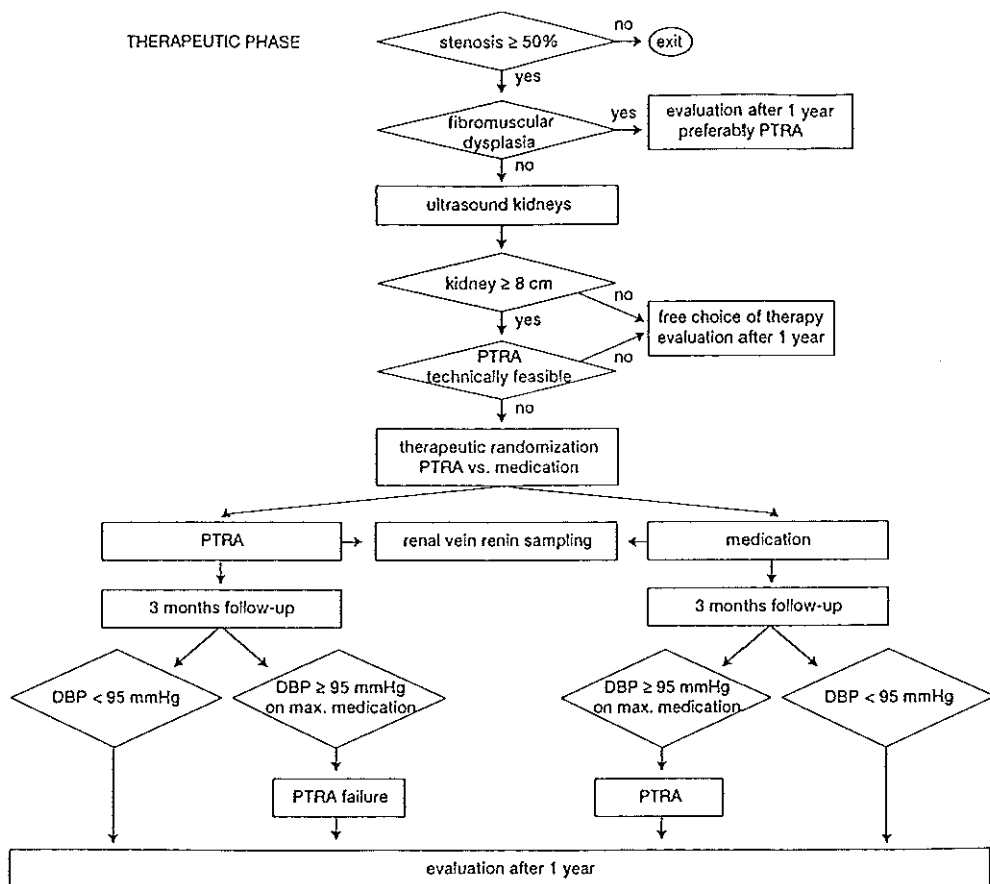 THERAPEUTIC PHASE
stenosis ≥ 50%
no
exit
yes
fibromuscular
dysplasia
yes
evaluation after 1 year
preferably PTRA
no
ultrasound kidneys
kidney ≥ 8 cm
no
yes
free choice of therapy
evaluation after 1 year
PTRA
technically feasible
no
no
therapeutic randomization
PTRA vs. medication
PTRA
renal vein renin sampling
medication
3 months follow-up
3 months follow-up
DBP < 95 mmHg
DBP ≥ 95 mmHg
on max. medication
DBP ≥ 95 mmHg
on max. medication
DBP < 95 mmHg
PTRA failure
PTRA
evaluation after 1 year